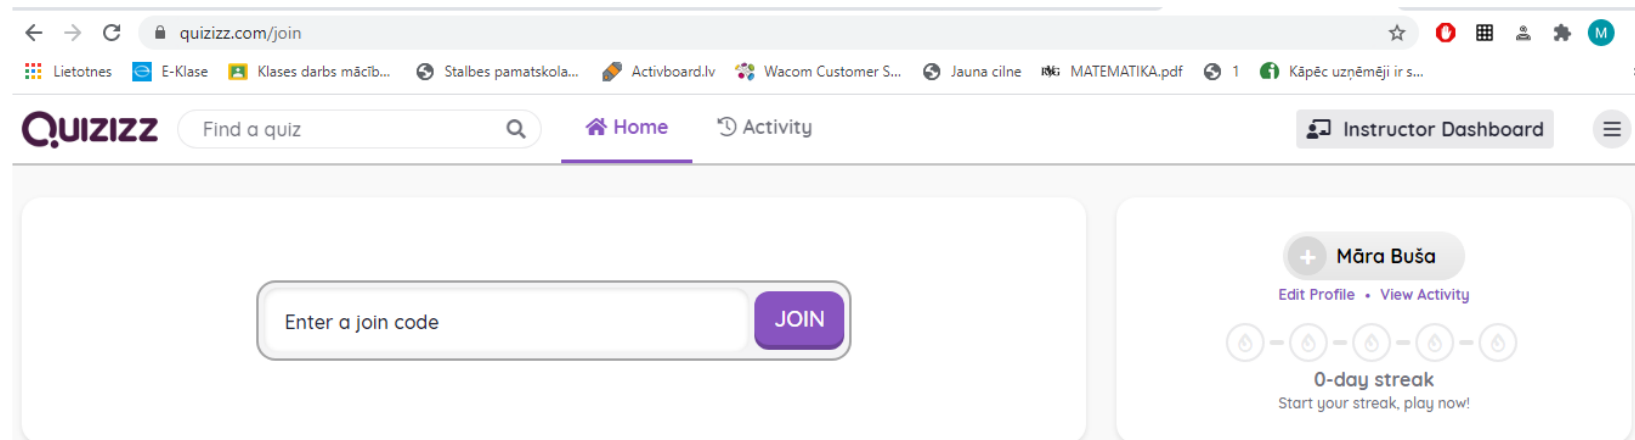 quizizz.com/join
M
Lietotnes E-Klase Klases darbs mācīb... Stalbes pamatskola... Activboard.lv Wacom Customer S... Jauna cilne MATEMATIKA.pdf 1 Kāpēc uzņēmēji ir s...
QUIZIZZ Find a quiz Home Activity Instructor Dashboard
Māra Buša
Edit Profile • View Activity
Enter a join code JOIN
0-day streak
Start your streak, play now!